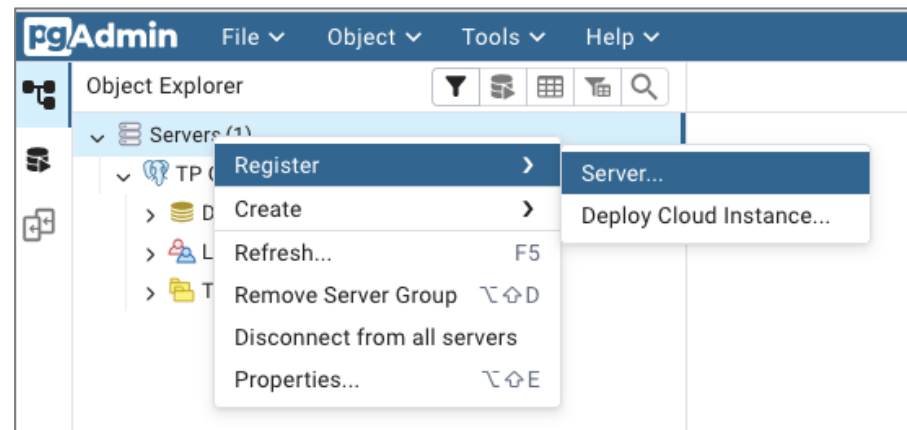 pgAdmin File Object Tools Help
Object Explorer
Servers (1)
TP
Register
Server...
D
Create
Deploy Cloud Instance...
L
Refresh... F5
T
Remove Server Group ⌥⇧D
Disconnect from all servers
Properties... ⌥⇧E